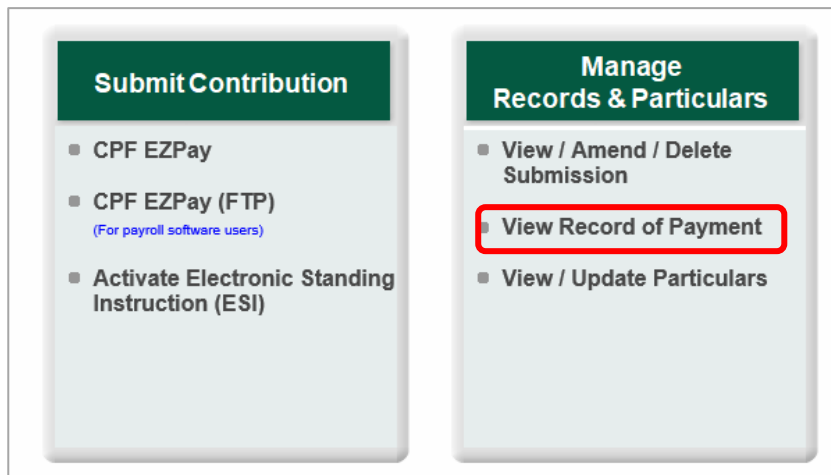 Submit Contribution
CPF EZPay
CPF EZPay (FTP)
(For payroll software users)
Activate Electronic Standing
Instruction (ESI)
Manage
Records & Particulars
View / Amend / Delete
Submission
View Record of Payment
View / Update Particulars